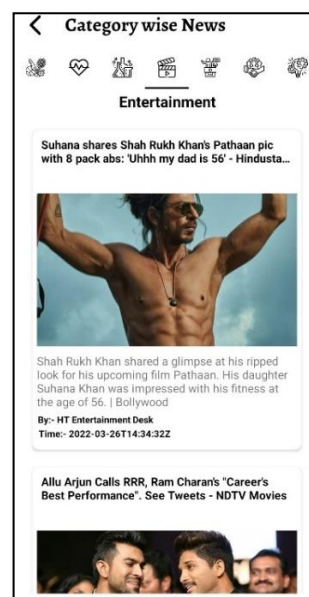 Category wise News
Entertainment
Suhana shares Shah Rukh Khan's Pathaan pic
with 8 pack abs: 'Uhhh my dad is 56' - Hindusta...
Shah Rukh Khan shared a glimpse at his ripped
look for his upcoming film Pathaan. His daughter
Suhana Khan was impressed with his fitness at
the age of 56. | Bollywood
By:- HT Entertainment Desk
Time:- 2022-03-26T14:34:32Z
Allu Arjun Calls RRR, Ram Charan's "Career's
Best Performance". See Tweets - NDTV Movies